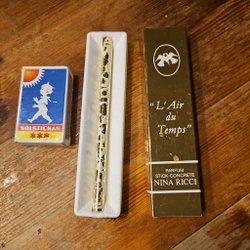 SOLSTICKAN
"L'Air
du
Temps"
PARFUM
STICK-CONCRETE
NINA RICCI